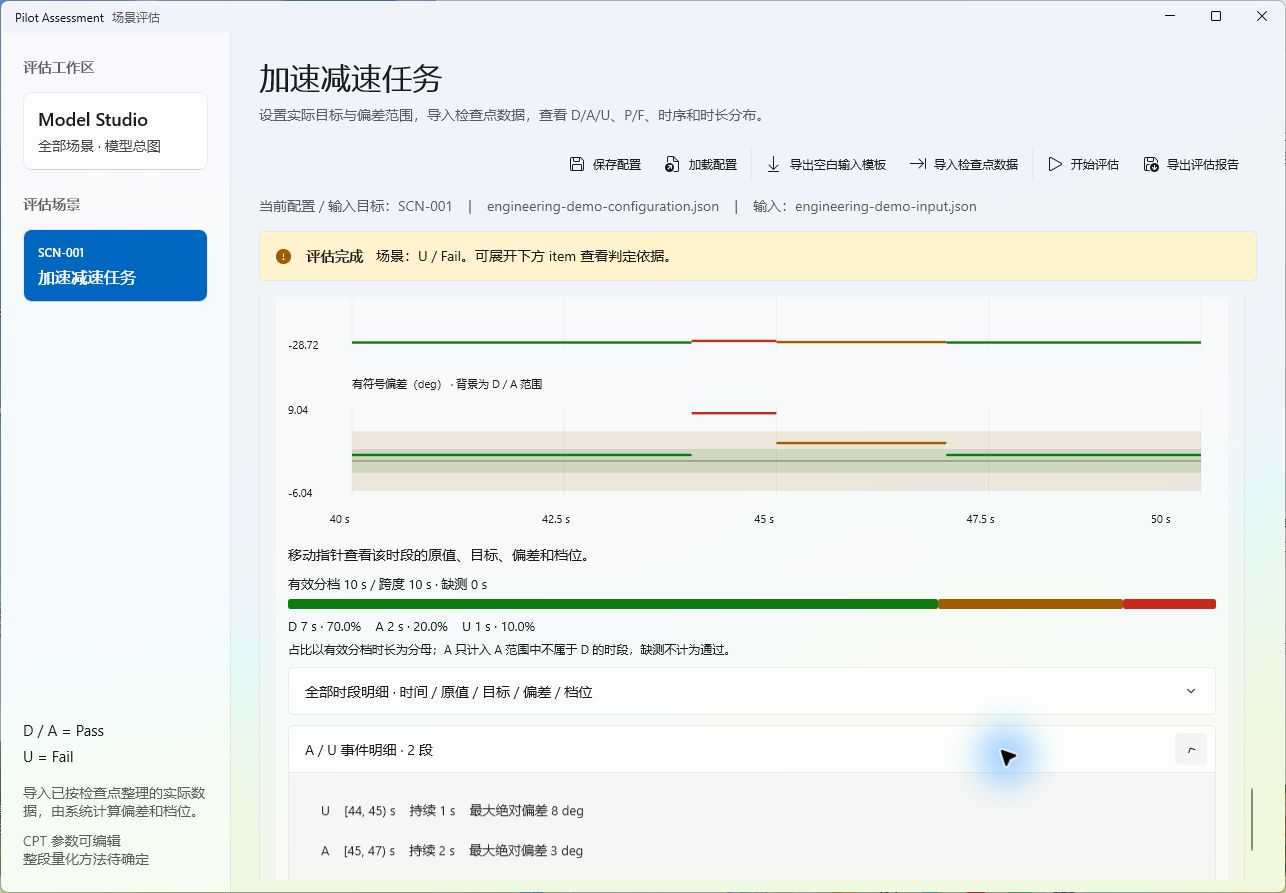 Pilot Assessment 场景评估
评估工作区
Model Studio
全部场景 · 模型总图
评估场景
SCN-001
加速减速任务
D / A = Pass
U = Fail
导入已按检查点整理的实际数
据，由系统计算偏差和档位。
CPT 参数可编辑
整段量化方法待确定
加速减速任务
设置实际目标与偏差范围，导入检查点数据，查看 D/A/U、P/F、时序和时长分布。
保存配置 加载配置 导出空白输入模板 导入检查点数据 开始评估 导出评估报告
当前配置 / 输入目标：SCN-001 | engineering-demo-configuration.json | 输入：engineering-demo-input.json
评估完成 场景：U / Fail。可展开下方 item 查看判定依据。
-28.72
有符号偏差（deg） · 背景为 D / A 范围
9.04
-6.04
40 s 42.5 s 45 s 47.5 s 50 s
移动指针查看该时段的原值、目标、偏差和档位。
有效分档 10 s / 跨度 10 s · 缺测 0 s
D 7 s · 70.0% A 2 s · 20.0% U 1 s · 10.0%
占比以有效分档时长为分母；A 只计入 A 范围中不属于 D 的时段，缺测不计为通过。
全部时段明细 · 时间 / 原值 / 目标 / 偏差 / 档位
A / U 事件明细 · 2 段
U [44, 45) s 持续 1 s 最大绝对偏差 8 deg
A [45, 47) s 持续 2 s 最大绝对偏差 3 deg